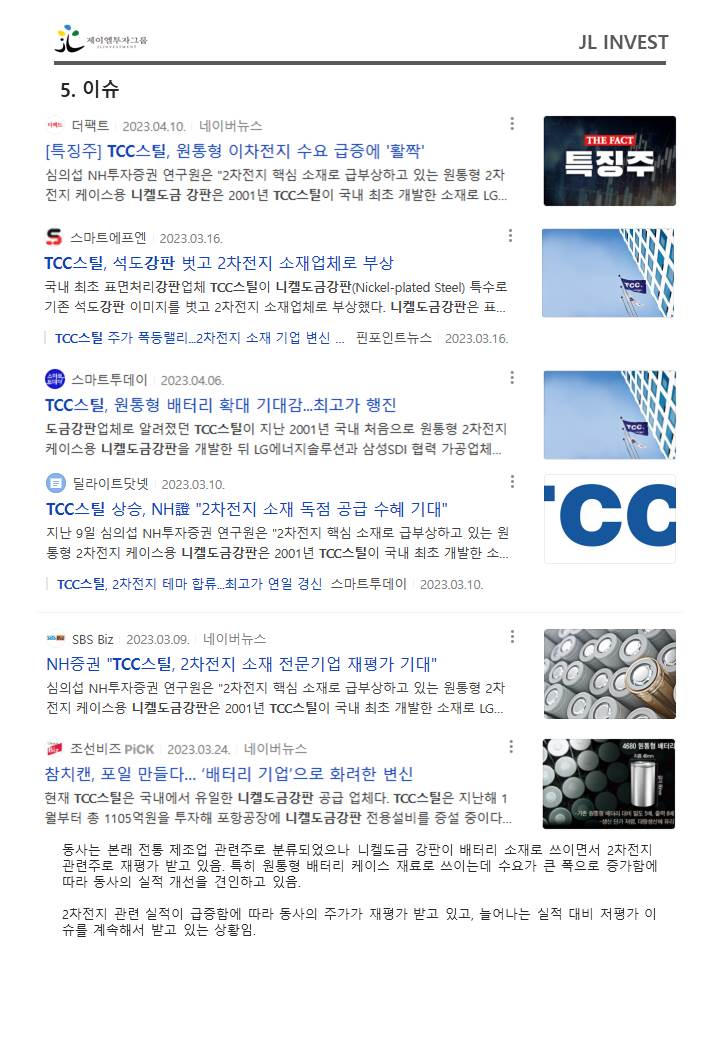 제이엘투자그룹
JL INVESTMENT
JL INVEST
5. 이슈
더팩트 2023.04.10. 네이버뉴스
[특징주] TCC스틸, 원통형 이차전지 수요 급증에 '활짝'
심의섭 NH투자증권 연구원은 "2차전지 핵심 소재로 급부상하고 있는 원통형 2차
전지 케이스용 니켈도금 강판은 2001년 TCC스틸이 국내 최초 개발한 소재로 LG...
THE FACT
특징주
스마트에프엔 2023.03.16.
TCC스틸, 석도강판 벗고 2차전지 소재업체로 부상
국내 최초 표면처리강판업체 TCC스틸이 니켈도금강판(Nickel-plated Steel) 특수로
기존 석도강판 이미지를 벗고 2차전지 소재업체로 부상했다. 니켈도금강판은 표...
TCC스틸 주가 폭등랠리...2차전지 소재 기업 변신 ... 핀포인트뉴스 2023.03.16.
TCC
스마트투데이 2023.04.06.
TCC스틸, 원통형 배터리 확대 기대감...최고가 행진
도금강판업체로 알려졌던 TCC스틸이 지난 2001년 국내 처음으로 원통형 2차전지
케이스용 니켈도금강판을 개발한 뒤 LG에너지솔루션과 삼성SDI 협력 가공업체...
TCC
딜라이트닷넷 2023.03.10.
TCC스틸 상승, NH證 "2차전지 소재 독점 공급 수혜 기대"
지난 9일 심의섭 NH투자증권 연구원은 "2차전지 핵심 소재로 급부상하고 있는 원
통형 2차전지 케이스용 니켈도금강판은 2001년 TCC스틸이 국내 최초 개발한 소...
TCC
TCC스틸, 2차전지 테마 합류...최고가 연일 경신 스마트투데이 2023.03.10.
SBS Biz 2023.03.09. 네이버뉴스
NH증권 "TCC스틸, 2차전지 소재 전문기업 재평가 기대"
심의섭 NH투자증권 연구원은 "2차전지 핵심 소재로 급부상하고 있는 원통형 2차
전지 케이스용 니켈도금강판은 2001년 TCC스틸이 국내 최초 개발한 소재로 LG...
조선비즈 PiCK 2023.03.24. 네이버뉴스
참치캔, 포일 만들다... ‘배터리 기업’으로 화려한 변신
현재 TCC스틸은 국내에서 유일한 니켈도금강판 공급 업체다. TCC스틸은 지난해 1
월부터 총 1105억원을 투자해 포항공장에 니켈도금강판 전용설비를 증설 중이다...
4680 원통형 배터리
동사는 본래 전통 제조업 관련주로 분류되었으나 니켈도금 강판이 배터리 소재로 쓰이면서 2차전지
관련주로 재평가 받고 있음. 특히 원통형 배터리 케이스 재료로 쓰이는데 수요가 큰 폭으로 증가함에
따라 동사의 실적 개선을 견인하고 있음.
2차전지 관련 실적이 급증함에 따라 동사의 주가가 재평가 받고 있고, 늘어나는 실적 대비 저평가 이
슈를 계속해서 받고 있는 상황임.